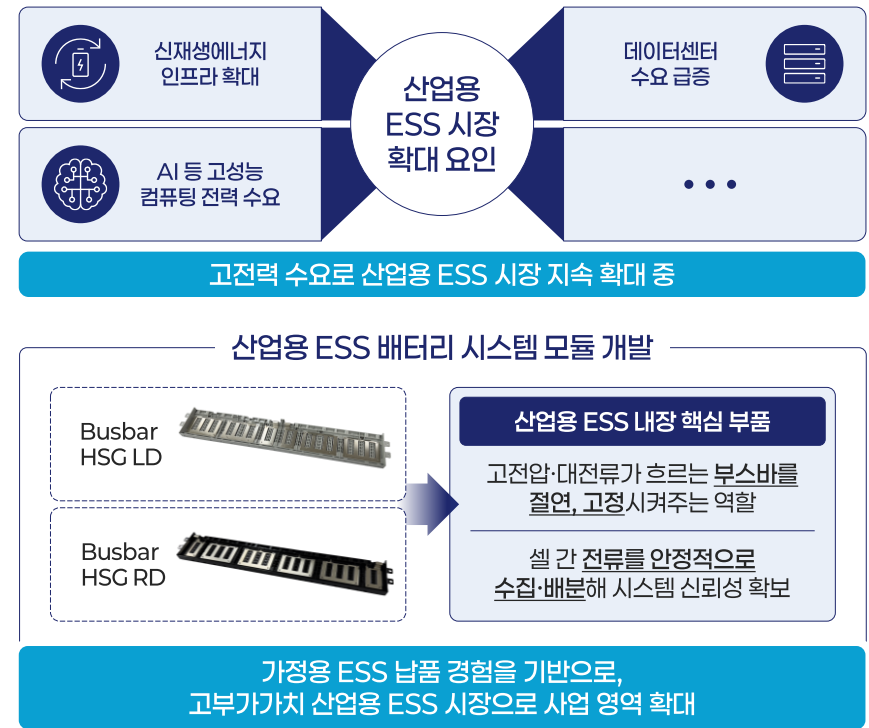 신재생에너지
인프라 확대
데이터센터
수요 급증
산업용
ESS 시장
확대 요인
AI 등 고성능
컴퓨팅 전력 수요
• • •
고전력 수요로 산업용 ESS 시장 지속 확대 중
산업용 ESS 배터리 시스템 모듈 개발
Busbar
HSG LD
Busbar
HSG RD
산업용 ESS 내장 핵심 부품
고전압·대전류가 흐르는 부스바를
절연, 고정시켜주는 역할
셀 간 전류를 안정적으로
수집·배분해 시스템 신뢰성 확보
가정용 ESS 납품 경험을 기반으로,
고부가가치 산업용 ESS 시장으로 사업 영역 확대